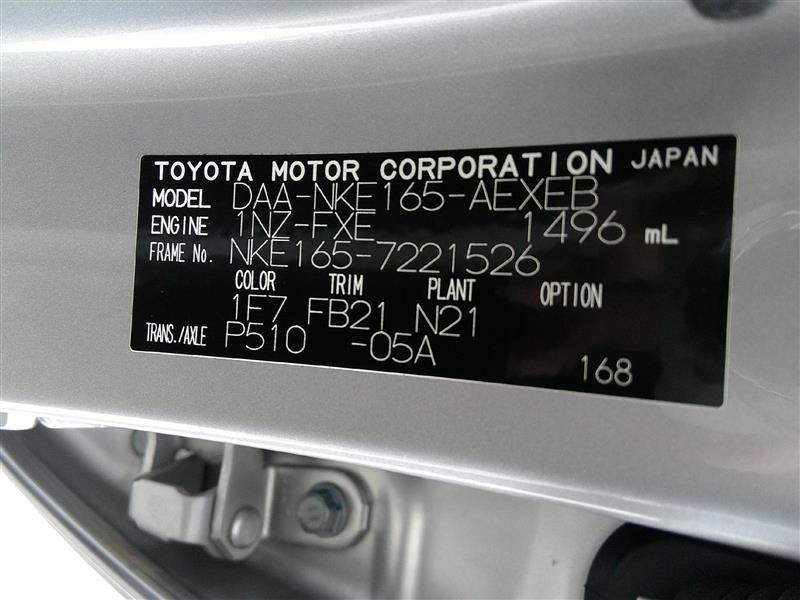 TOYOTA MOTOR CORPORATION JAPAN
MODEL DAA-NKE165-AEXEB
ENGINE 1NZ-FXE 1496 mL
FRAME No. NKE165-7221526
COLOR TRIM PLANT OPTION
1F7 FB21 N21
TRANS./AXLE P510 -05A
168